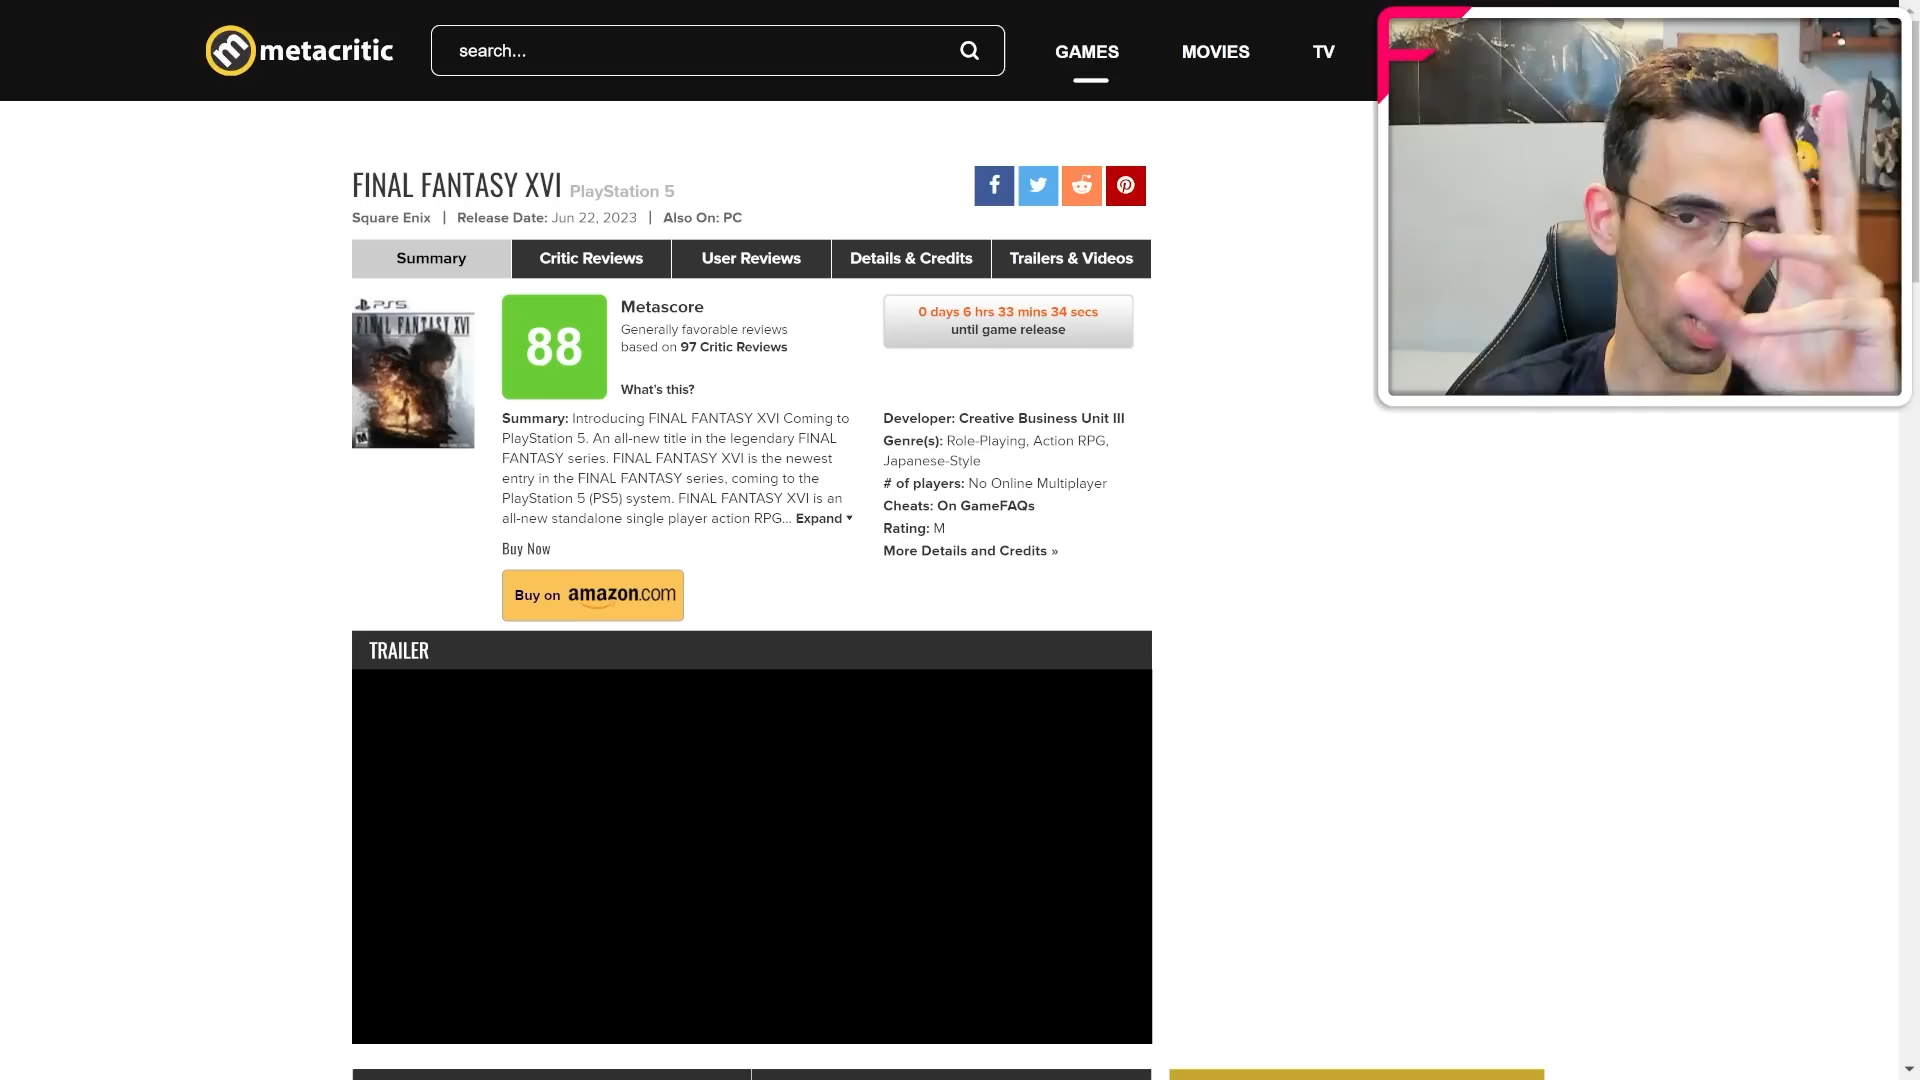 metacritic
search...
GAMES
MOVIES
TV
FINAL FANTASY XVI PlayStation 5
Square Enix | Release Date: Jun 22, 2023 | Also On: PC
Summary
Critic Reviews
User Reviews
Details & Credits
Trailers & Videos
PS5
FINAL FANTASY XVI
88
Metascore
Generally favorable reviews
based on 97 Critic Reviews
What's this?
0 days 6 hrs 33 mins 34 secs
until game release
Summary: Introducing FINAL FANTASY XVI Coming to
PlayStation 5. An all-new title in the legendary FINAL
FANTASY series. FINAL FANTASY XVI is the newest
entry in the FINAL FANTASY series, coming to the
PlayStation 5 (PS5) system. FINAL FANTASY XVI is an
all-new standalone single player action RPG... Expand
Developer: Creative Business Unit III
Genre(s): Role-Playing, Action RPG,
Japanese-Style
# of players: No Online Multiplayer
Cheats: On GameFAQs
Rating: M
More Details and Credits »
Buy Now
Buy on amazon.com
TRAILER